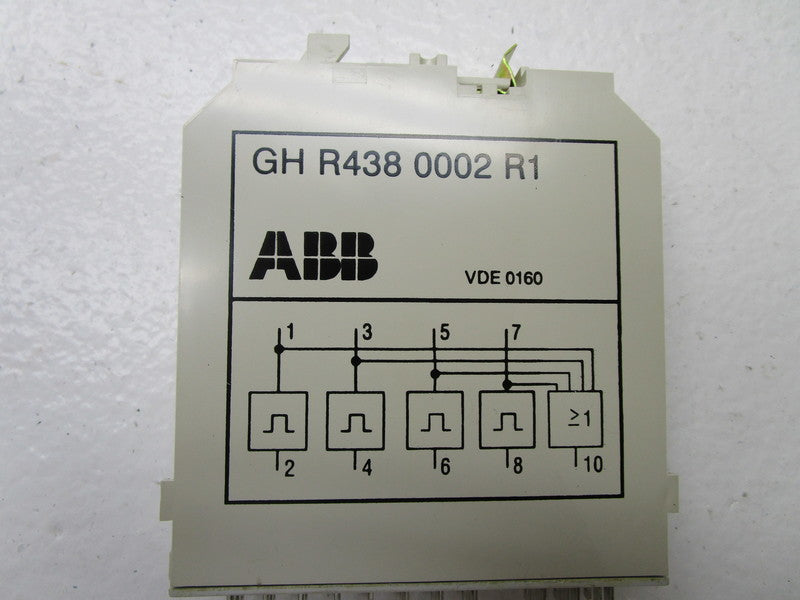 GH R438 0002 R1
ABB
VDE 0160
1 3 5 7
≥1
2 4 6 8 10